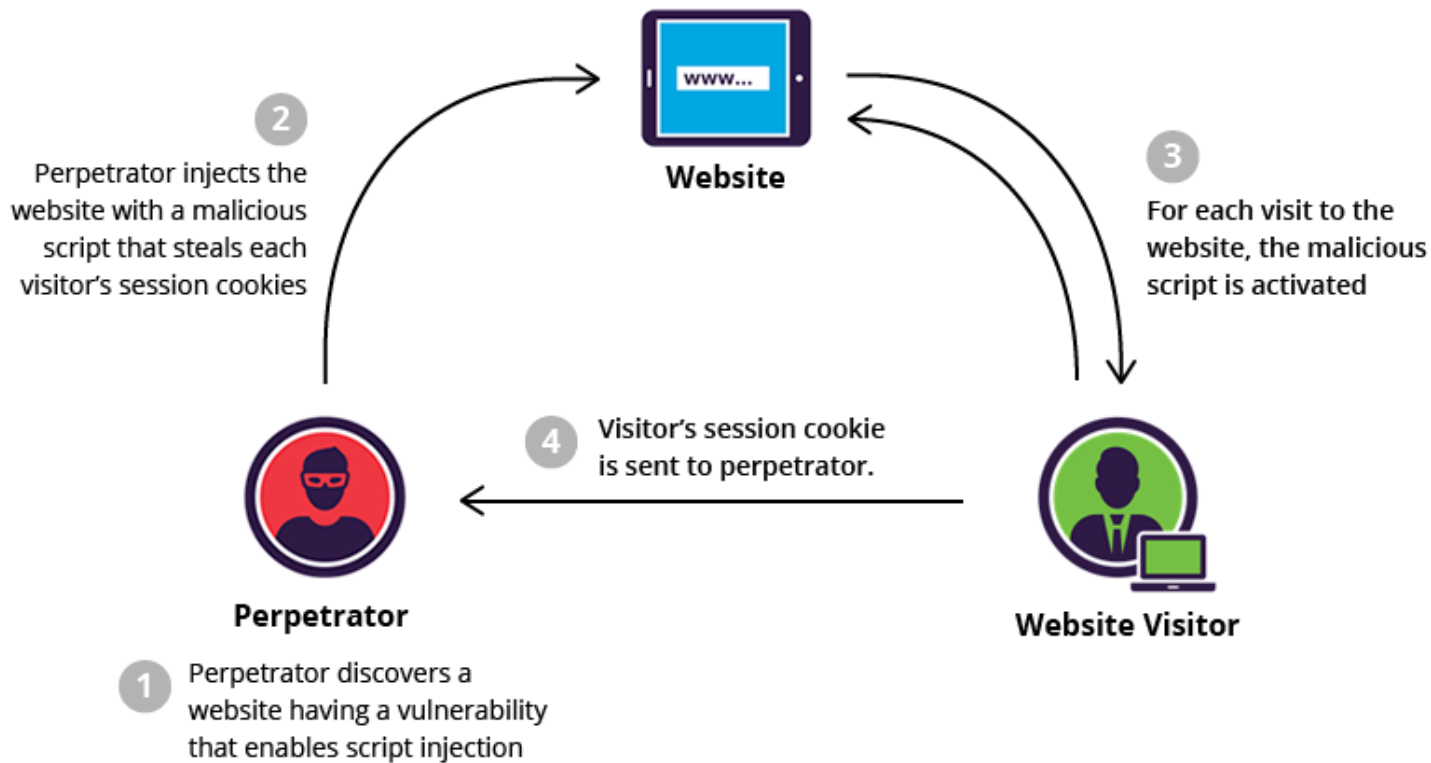 www...
Website
2
Perpetrator injects the
website with a malicious
script that steals each
visitor’s session cookies
3
For each visit to the
website, the malicious
script is activated
4
Visitor’s session cookie
is sent to perpetrator.
Perpetrator
Website Visitor
1
Perpetrator discovers a
website having a vulnerability
that enables script injection